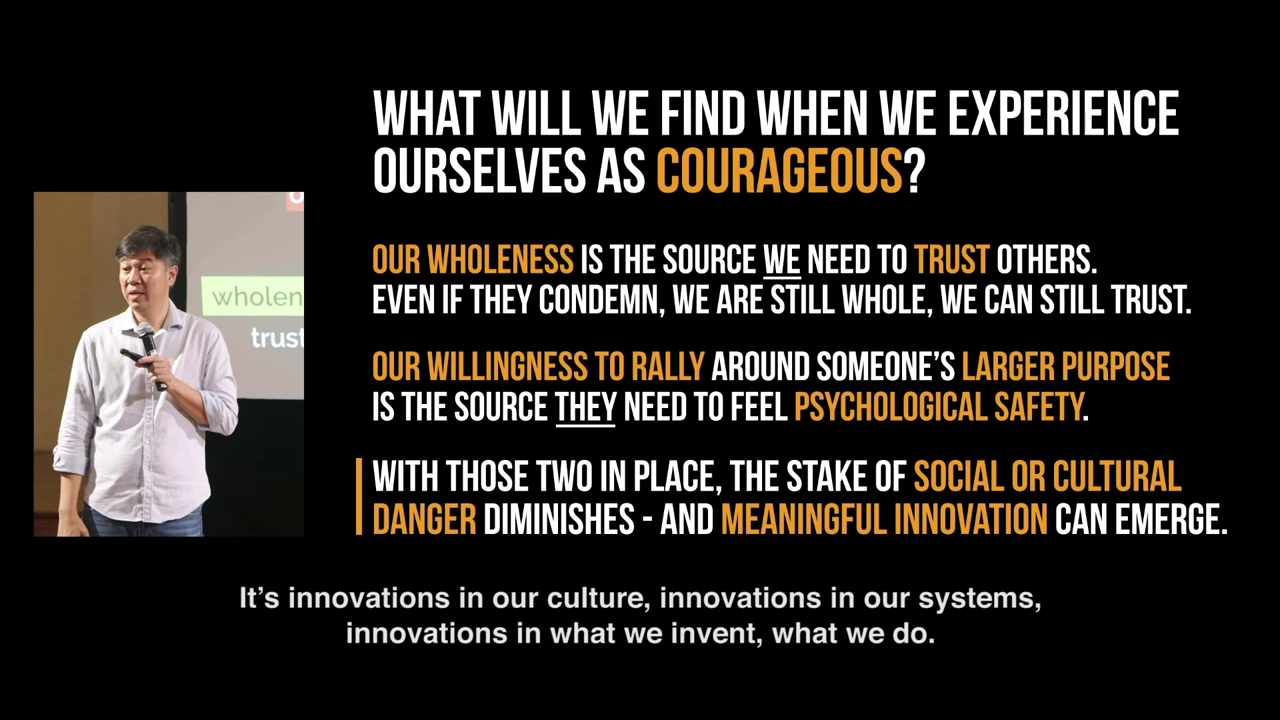 WHAT WILL WE FIND WHEN WE EXPERIENCE
OURSELVES AS COURAGEOUS?
OUR WHOLENESS IS THE SOURCE WE NEED TO TRUST OTHERS.
EVEN IF THEY CONDEMN, WE ARE STILL WHOLE, WE CAN STILL TRUST.
wholen
trust
OUR WILLINGNESS TO RALLY AROUND SOMEONE’S LARGER PURPOSE
IS THE SOURCE THEY NEED TO FEEL PSYCHOLOGICAL SAFETY.
WITH THOSE TWO IN PLACE, THE STAKE OF SOCIAL OR CULTURAL
DANGER DIMINISHES - AND MEANINGFUL INNOVATION CAN EMERGE.
It’s innovations in our culture, innovations in our systems,
innovations in what we invent, what we do.